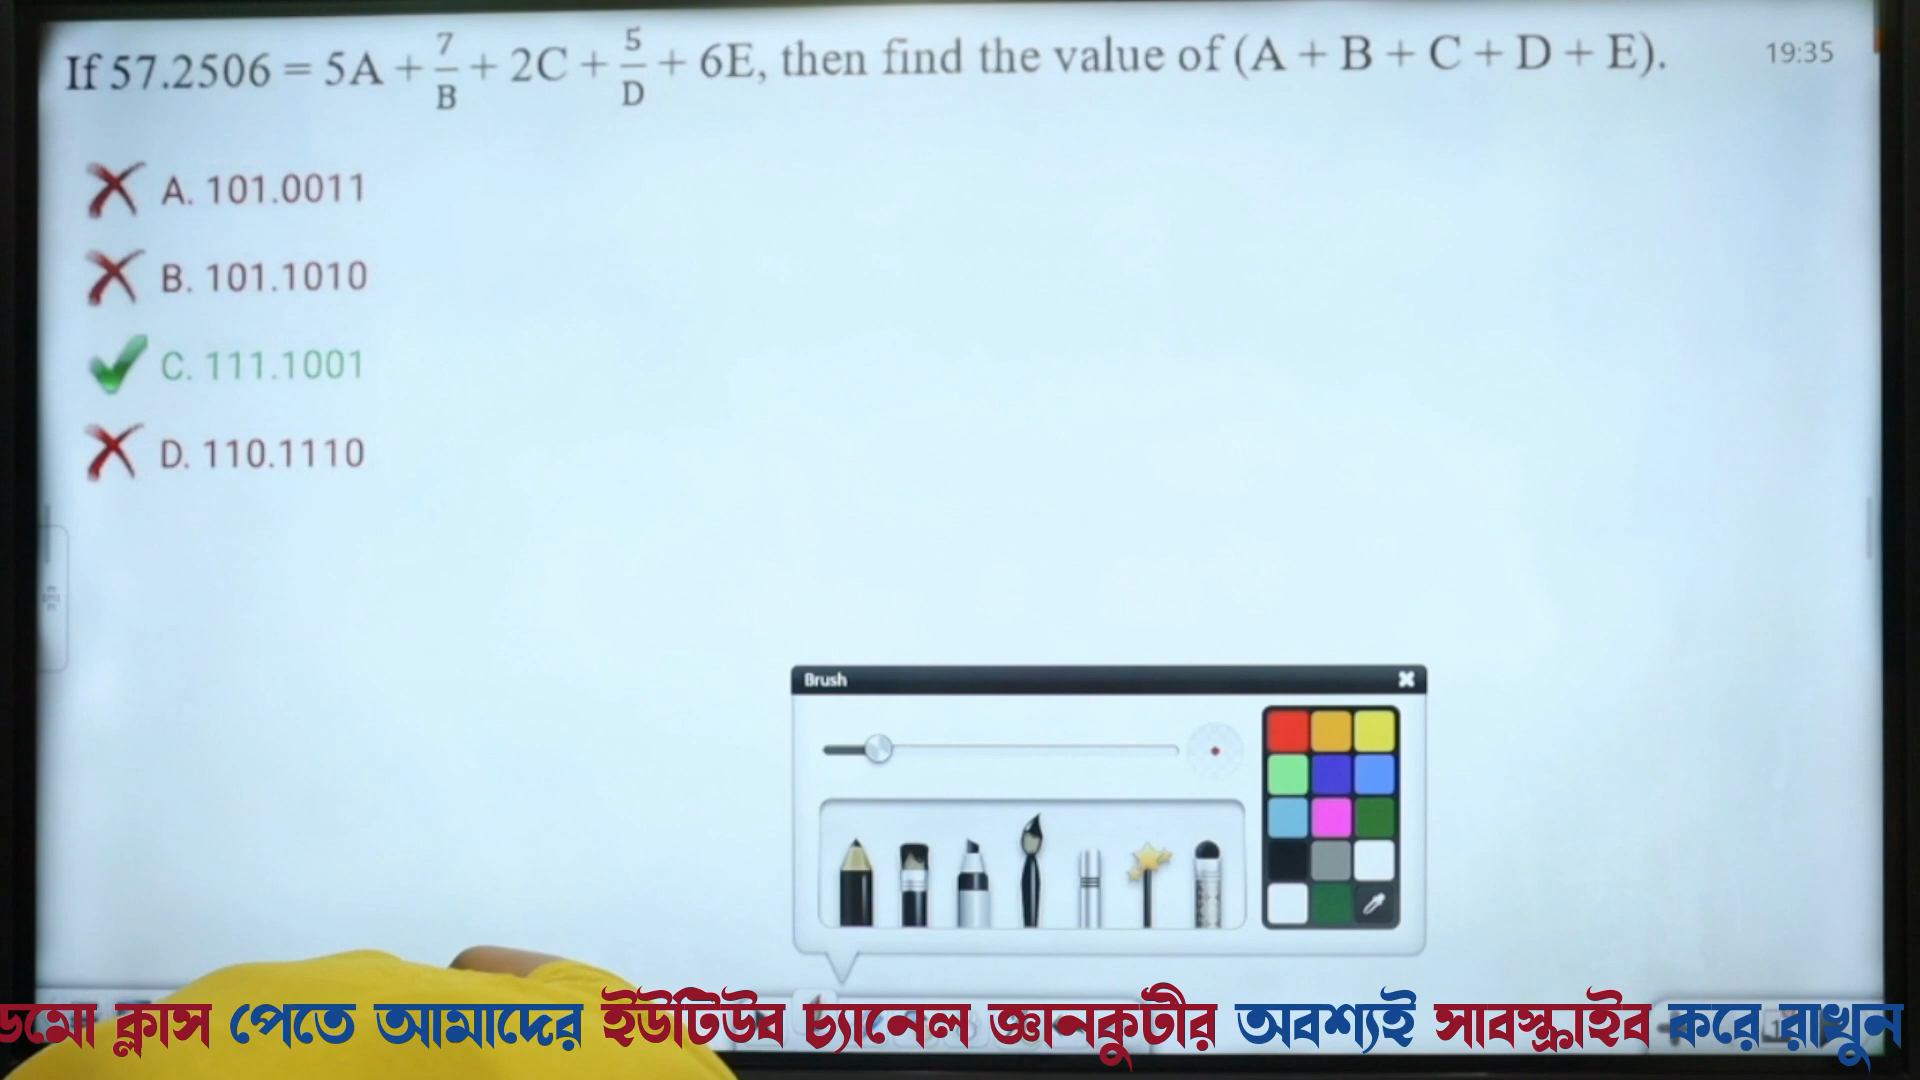 If 57.2506 = 5A + 7/B + 2C + 5/D + 6E, then find the value of (A + B + C + D + E).
19:35
A. 101.0011
B. 101.1010
C. 111.1001
D. 110.1110
Brush
ক্লাস পেতে আমাদের ইউটিউব চ্যানেল জ্ঞানকুটীর অবশ্যই সাবস্ক্রাইব করে রাখুন